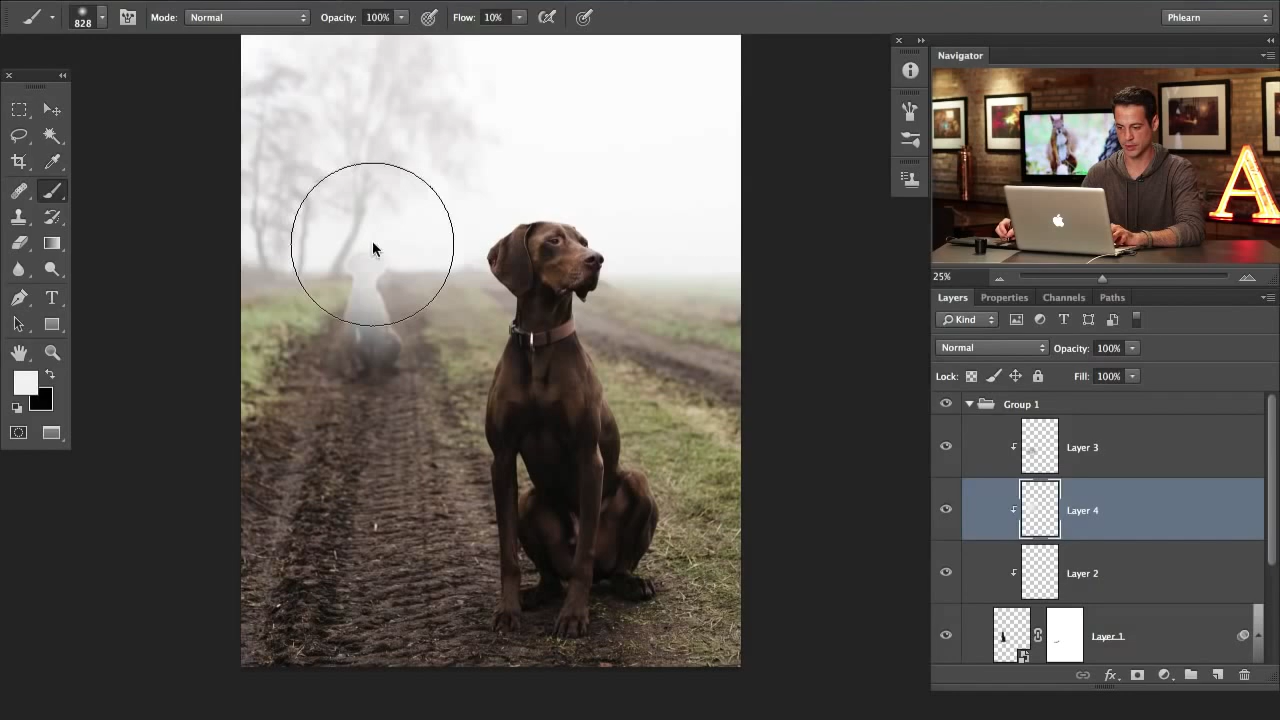 828
Mode: Normal
Opacity: 100%
Flow: 10%
Phlearn
Navigator
A
25%
Layers Properties Channels Paths
Kind
Normal
Opacity: 100%
Lock:
Fill: 100%
Group 1
Layer 3
Layer 4
Layer 2
Layer 1
fx